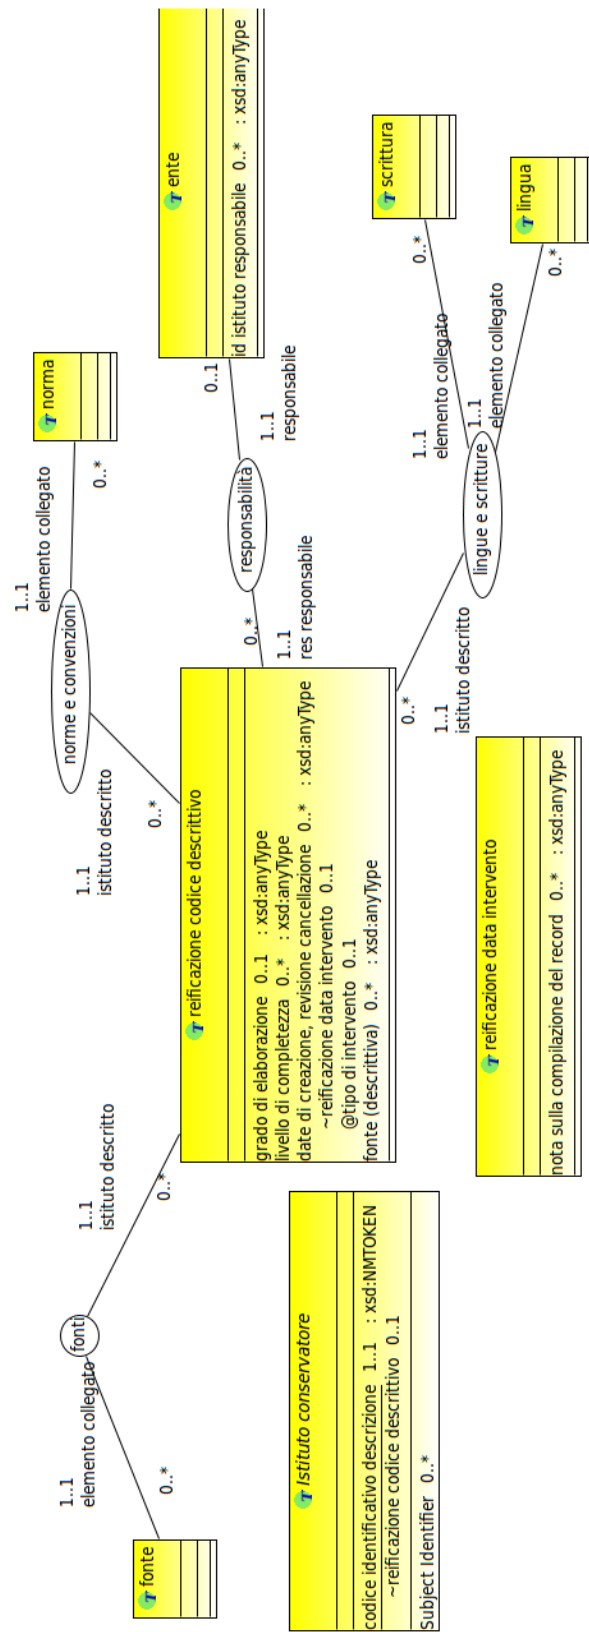 fonte
0..*
1..1
elemento collegato
fonti
1..1
istituto descritto
0..*
Istituto conservatore
codice identificativo descrizione 1..1 : xsd:NMTOKEN
~reificazione codice descrittivo 0..1
Subject Identifier 0..*
reificazione codice descrittivo
grado di elaborazione 0..1 : xsd:anyType
livello di completezza 0..* : xsd:anyType
date di creazione, revisione cancellazione 0..* : xsd:anyType
~reificazione data intervento 0..1
@tipo di intervento 0..1
fonte (descrittiva) 0..* : xsd:anyType
reificazione data intervento
nota sulla compilazione del record 0..* : xsd:anyType
1..1
istituto descritto
0..*
norme e convenzioni
1..1
elemento collegato
0..*
norma
0..*
1..1
res responsabile
responsabilità
1..1
responsabile
0..1
ente
id istituto responsabile 0..* : xsd:anyType
0..*
1..1
istituto descritto
lingue e scritture
1..1
elemento collegato
0..*
scrittura
1..1
elemento collegato
0..*
lingua